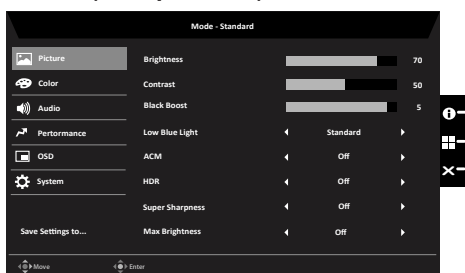 Mode - Standard
Picture
Brightness 70
Color
Contrast 50
Audio
Black Boost 5
Pertormance
Low Blue Light Standard
OSD
ACM Off
System
HDR Off
Super Sharpness Off
Save Settings to...
Max Brightness Off
Move Enter